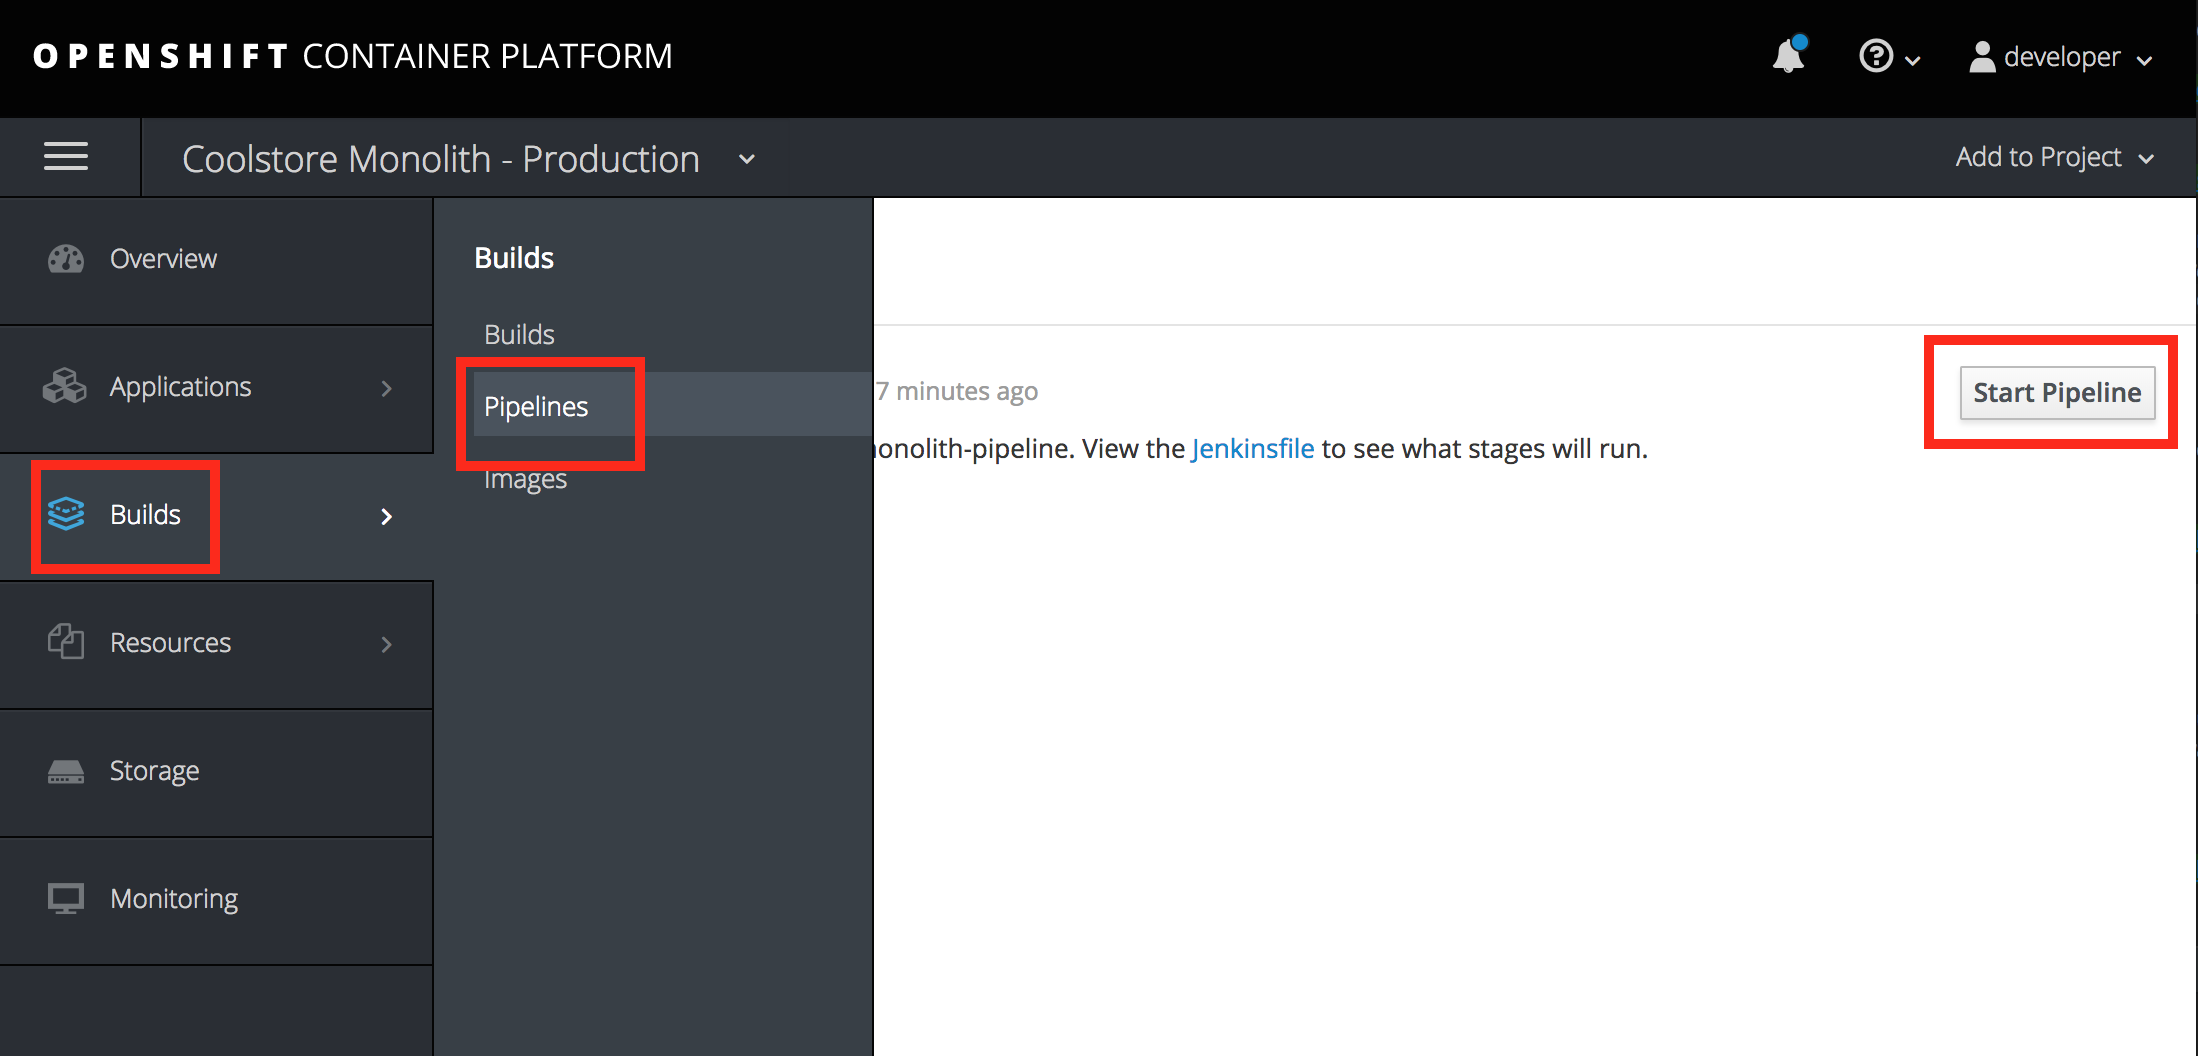 OPENSHIFT CONTAINER PLATFORM
developer
Coolstore Monolith - Production
Add to Project
Overview
Applications
Builds
Resources
Storage
Monitoring
Builds
Builds
Pipelines
Images
7 minutes ago
Start Pipeline
onolith-pipeline. View the Jenkinsfile to see what stages will run.